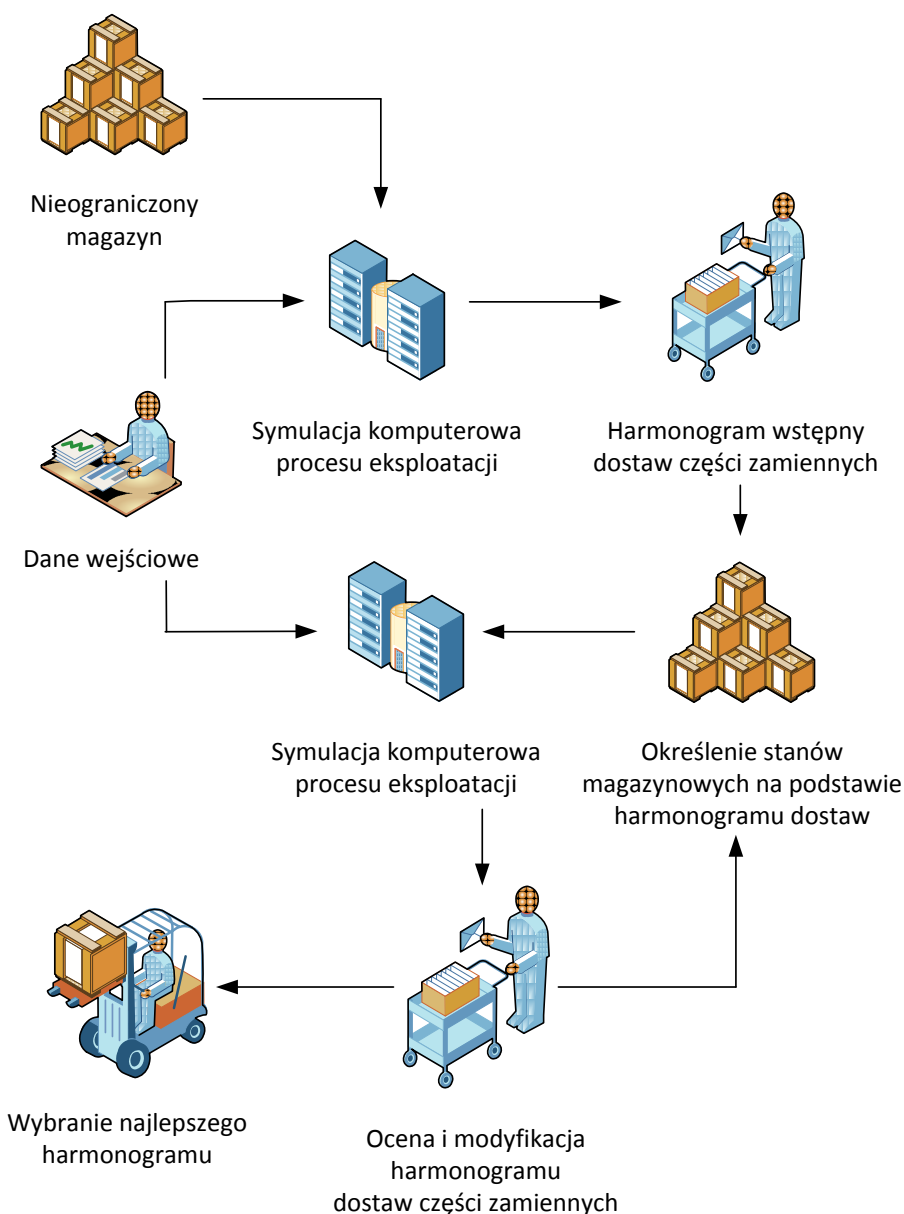 Nieograniczony
magazyn
Symulacja komputerowa
procesu eksploatacji
Harmonogram wstępny
dostaw części zamiennych
Dane wejściowe
Symulacja komputerowa
procesu eksploatacji
Określenie stanów
magazynowych na podstawie
harmonogramu dostaw
Wybranie najlepszego
harmonogramu
Ocena i modyfikacja
harmonogramu
dostaw części zamiennych